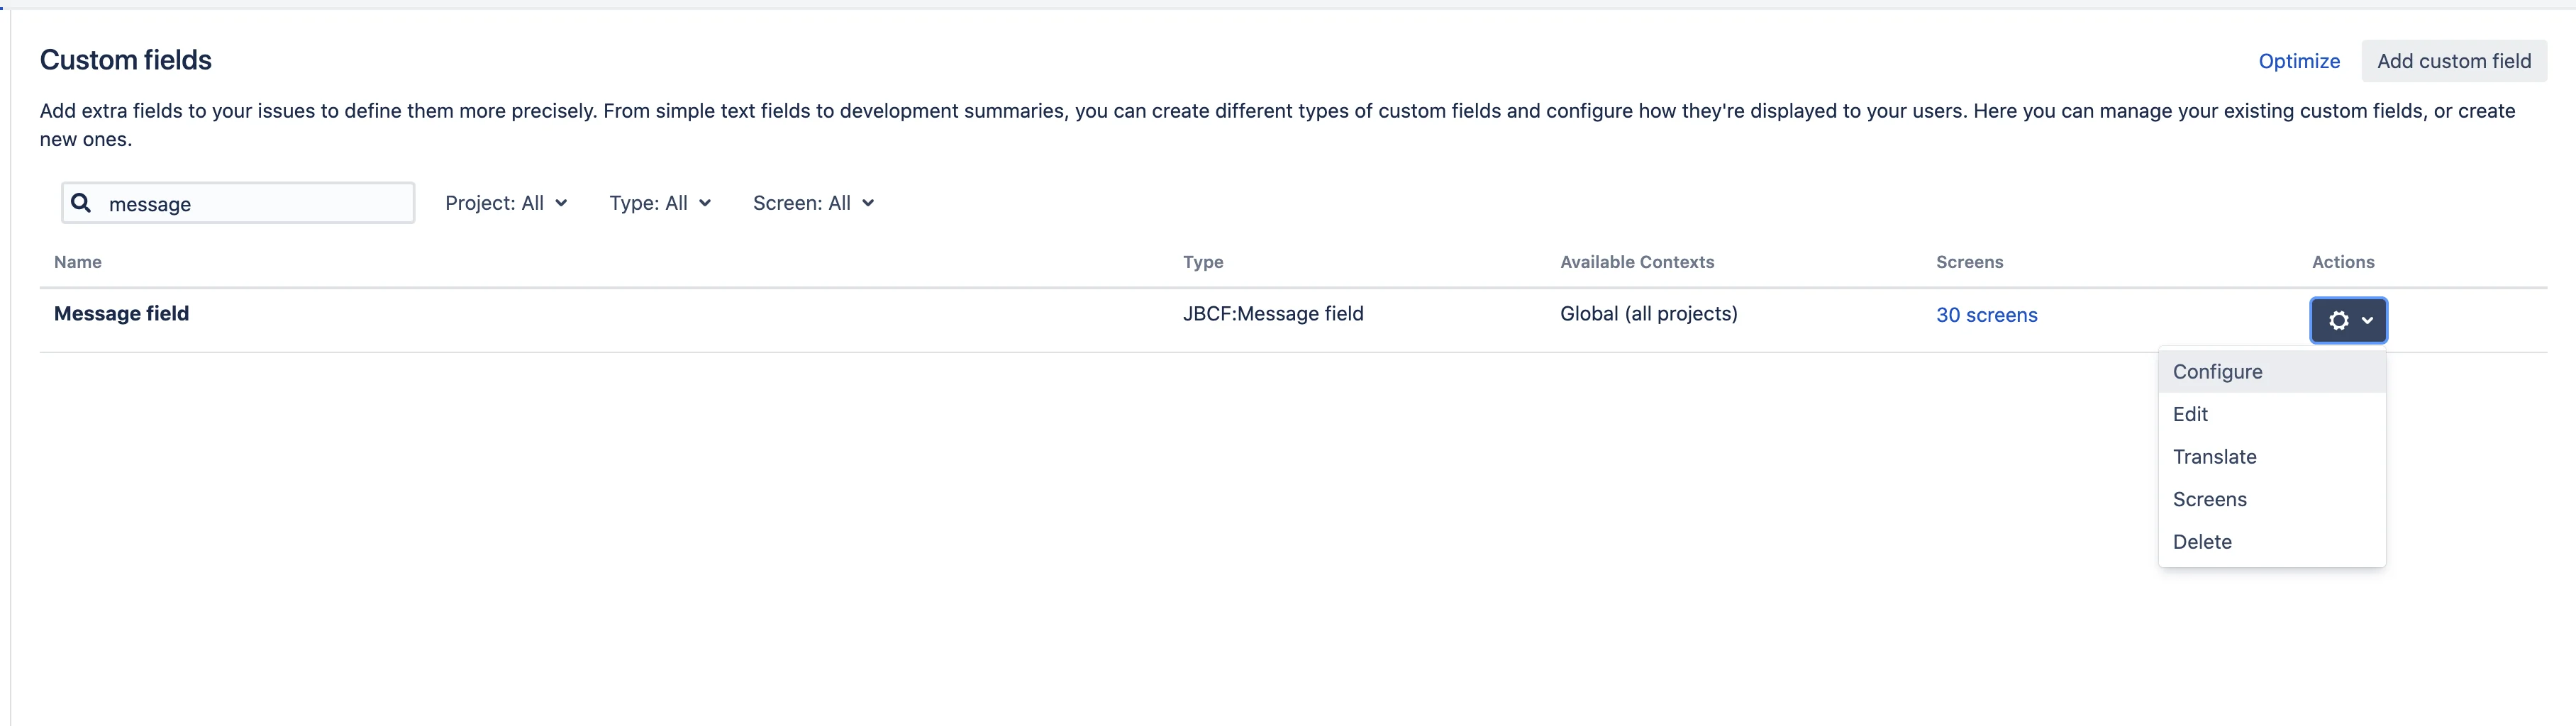 Custom fields
Optimize
Add custom field
Add extra fields to your issues to define them more precisely. From simple text fields to development summaries, you can create different types of custom fields and configure how they're displayed to your users. Here you can manage your existing custom fields, or create
new ones.
message
Project: All
Type: All
Screen: All
Name
Type
Available Contexts
Screens
Actions
Message field
JBCF:Message field
Global (all projects)
30 screens
Configure
Edit
Translate
Screens
Delete